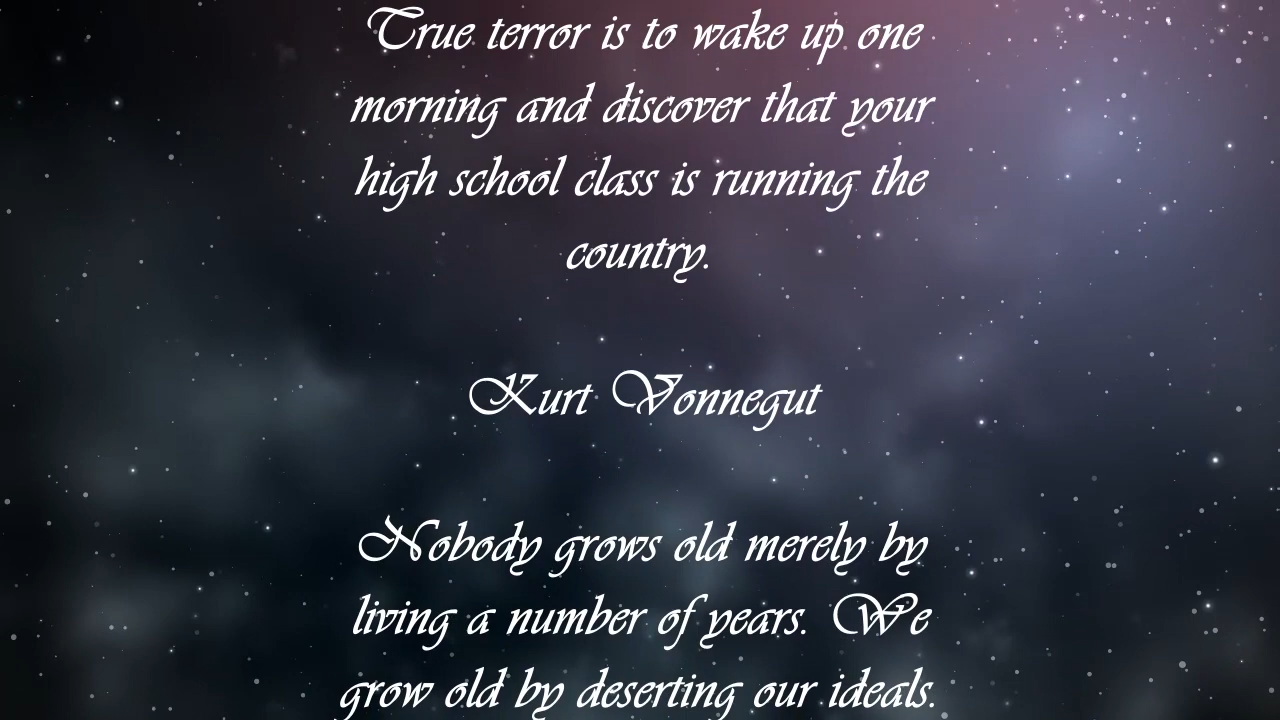 True terror is to wake up one
morning and discover that your
high school class is running the
country.
Kurt Vonnegut
Nobody grows old merely by
living a number of years. We
grow old by deserting our ideals.